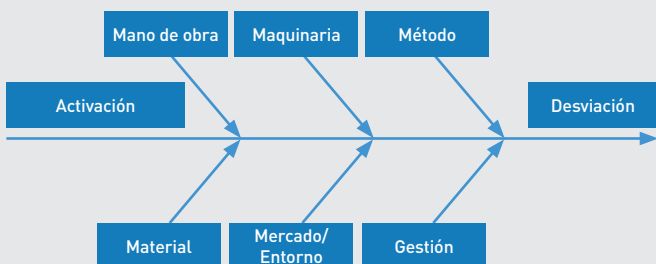 Mano de obra
Maquinaria
Método
Activación
Desviación
Material
Mercado/
Entorno
Gestión